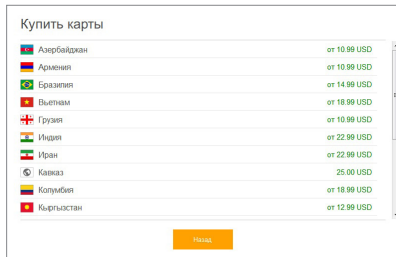 Купить карты
Азербайджан от 10.99 USD
Армения от 10.99 USD
Бразилия от 14.99 USD
Вьетнам от 18.99 USD
Грузия от 10.99 USD
Индия от 22.99 USD
Иран от 22.99 USD
Кавказ 25.00 USD
Колумбия от 18.99 USD
Кыргызстан от 12.99 USD
Назад